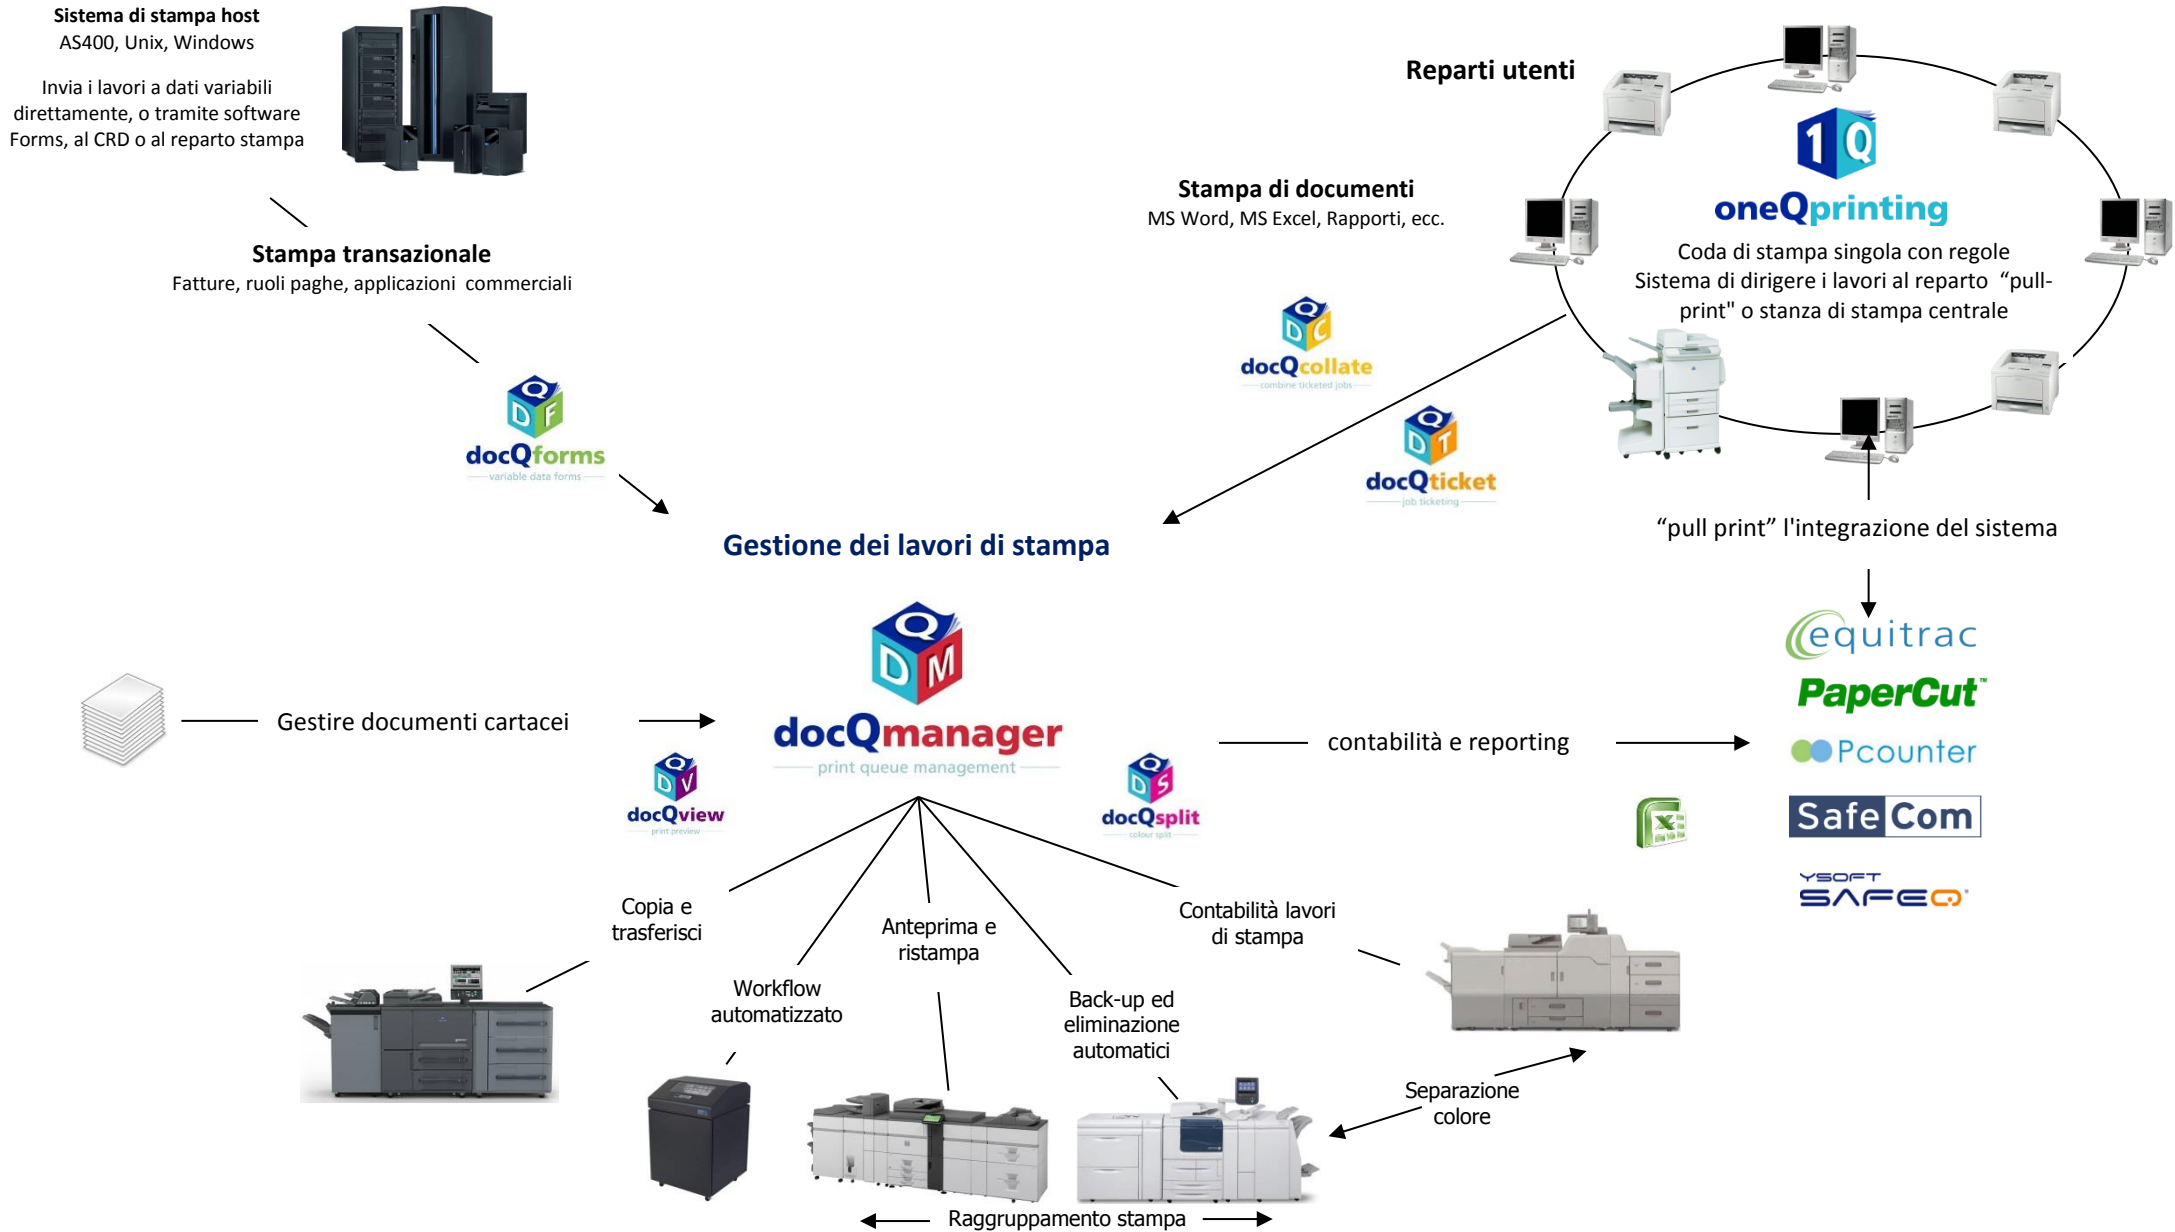 Sistema di stampa host
AS400, Unix, Windows
Invia i lavori a dati variabili
direttamente, o tramite software
Forms, al CRD o al reparto stampa
Stampa transazionale
Fatture, ruoli paghe, applicazioni commerciali
Q
D F
docQforms
variable data forms
Reparti utenti
Stampa di documenti
MS Word, MS Excel, Rapporti, ecc.
1Q
oneQprinting
Coda di stampa singola con regole
Sistema di dirigere i lavori al reparto “pull-
print" o stanza di stampa centrale
Q
D C
docQcollate
combine ticketed jobs
Q
D T
docQticket
job ticketing
“pull print” l'integrazione del sistema
Gestione dei lavori di stampa
Q
D M
docQmanager
print queue management
Gestire documenti cartacei
Q
D V
docQview
print preview
Q
D S
docQsplit
colour split
contabilità e reporting
equitrac
PaperCut™
Pcounter
SafeCom
YSOFT
SAFEQ®
X
Copia e
trasferisci
Workflow
automatizzato
Anteprima e
ristampa
Back-up ed
eliminazione
automatici
Contabilità lavori
di stampa
Separazione
colore
Raggruppamento stampa